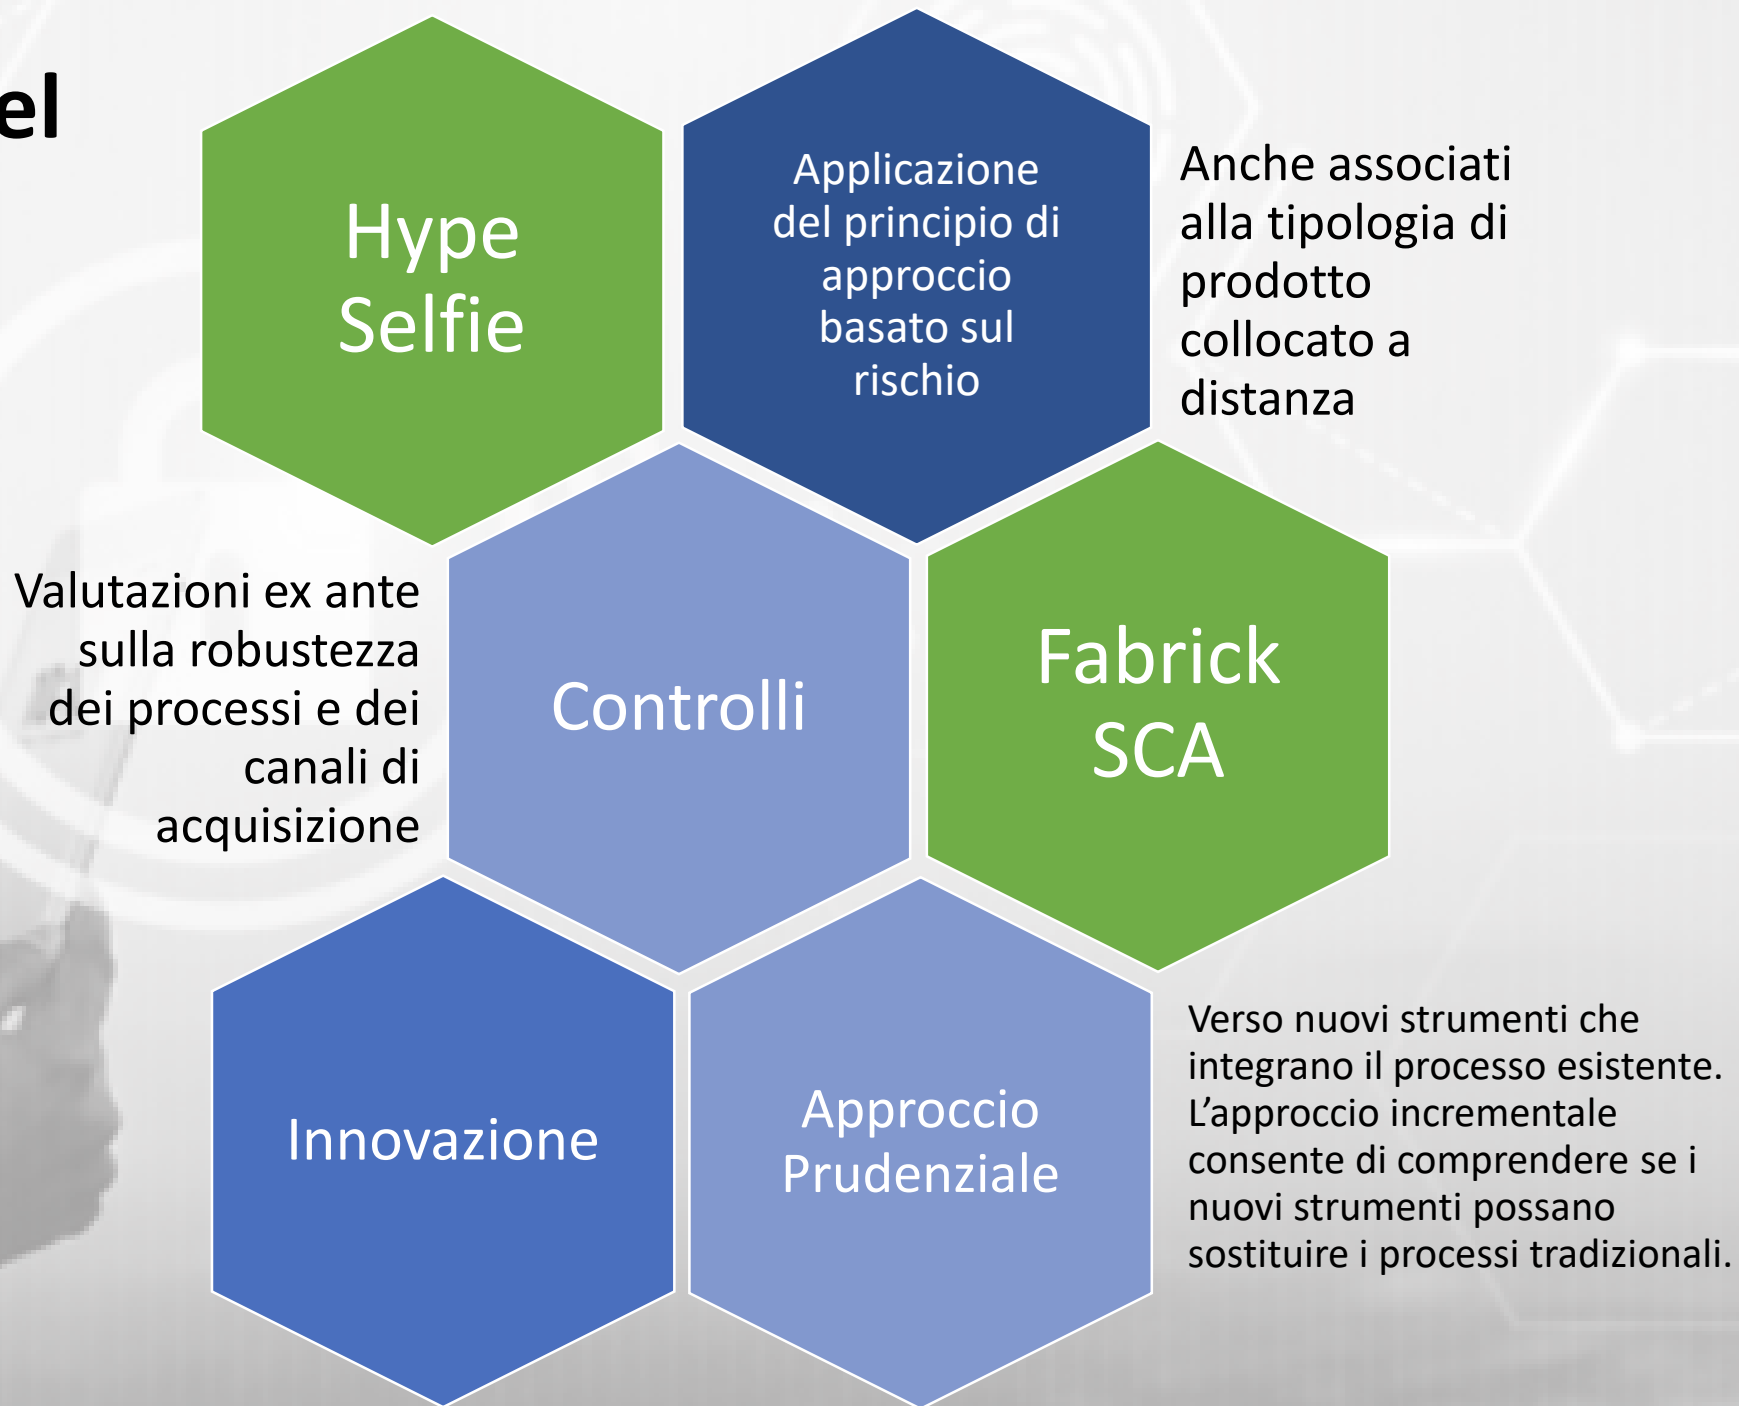 el
Hype
Selfie
Applicazione
del principio di
approccio
basato sul
rischio
Anche associati
alla tipologia di
prodotto
collocato a
distanza
Valutazioni ex ante
sulla robustezza
dei processi e dei
canali di
acquisizione
Controlli
Fabrick
SCA
Innovazione
Approccio
Prudenziale
Verso nuovi strumenti che
integrano il processo esistente.
L’approccio incrementale
consente di comprendere se i
nuovi strumenti possano
sostituire i processi tradizionali.